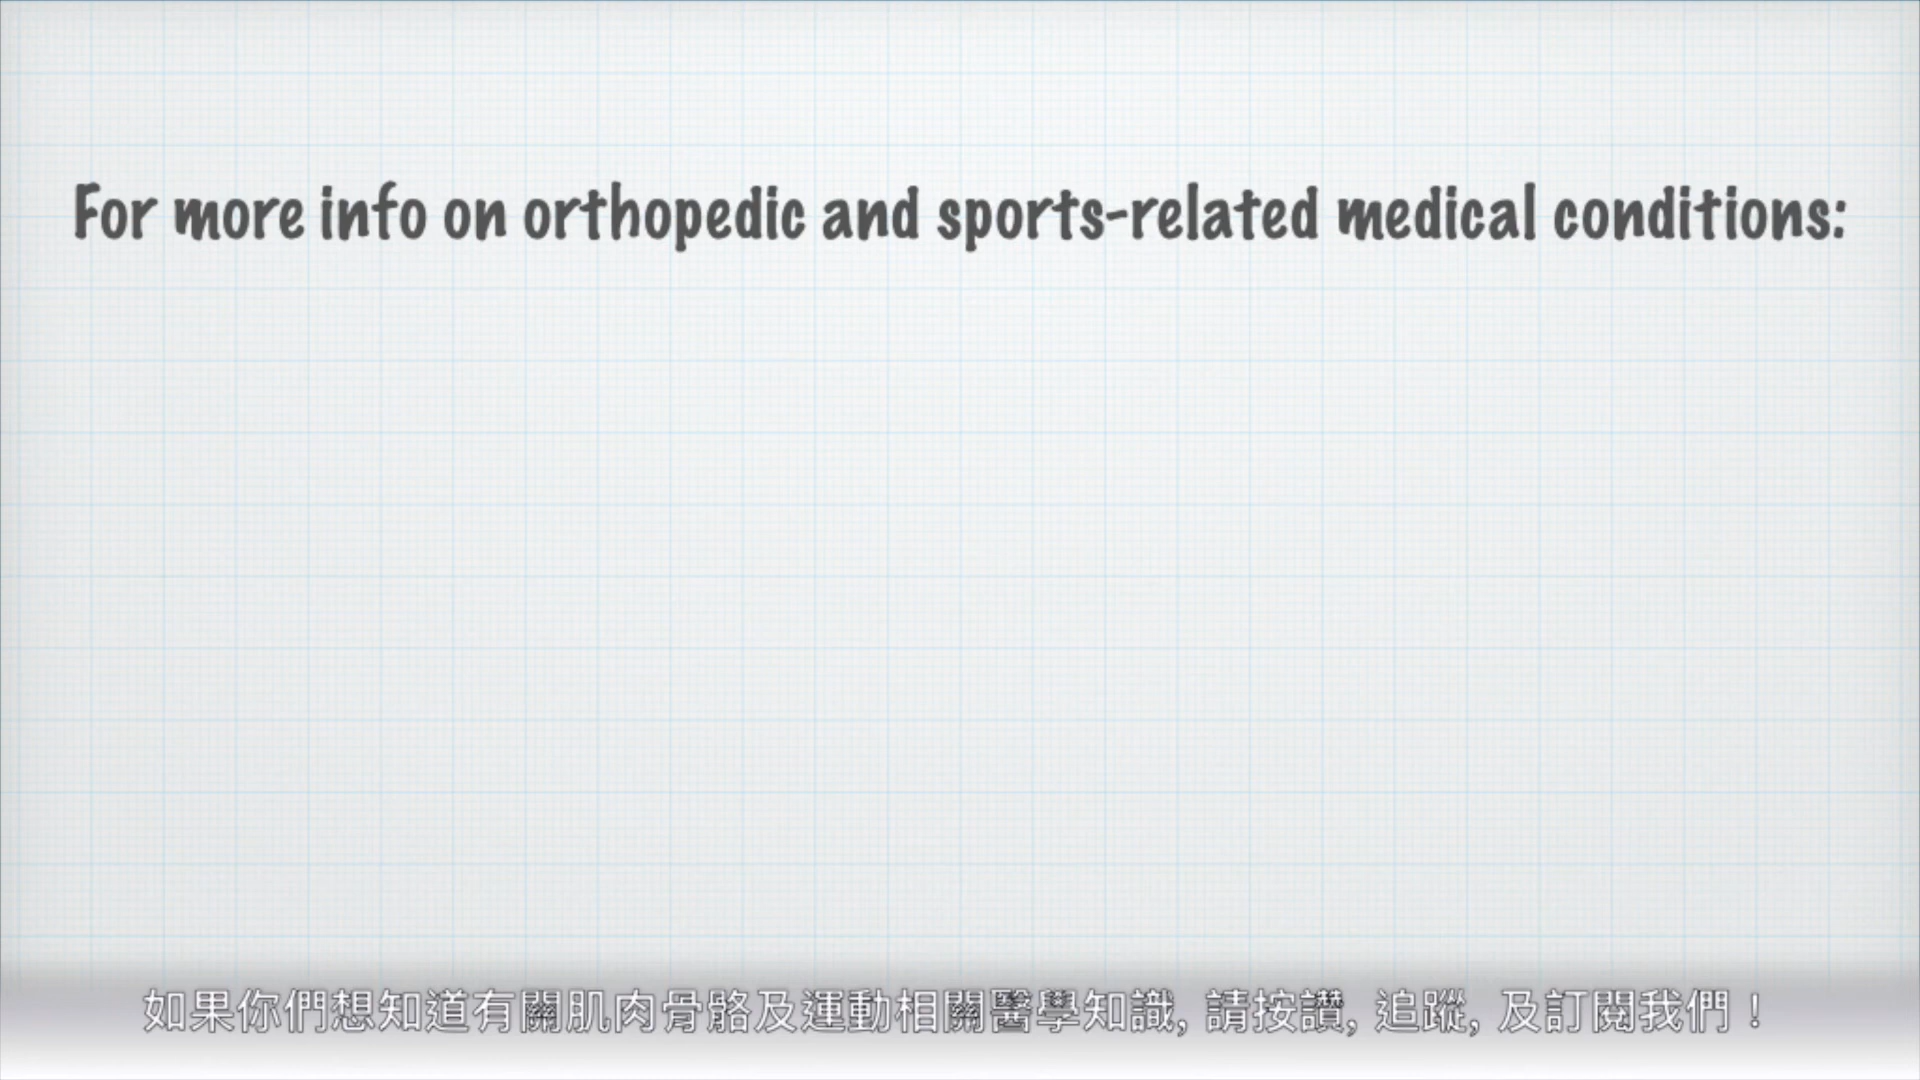 For more info on orthopedic and sports-related medical conditions:
如果你們想知道有關肌肉骨骼及運動相關醫學知識, 請按讚, 追蹤, 及訂閱我們！